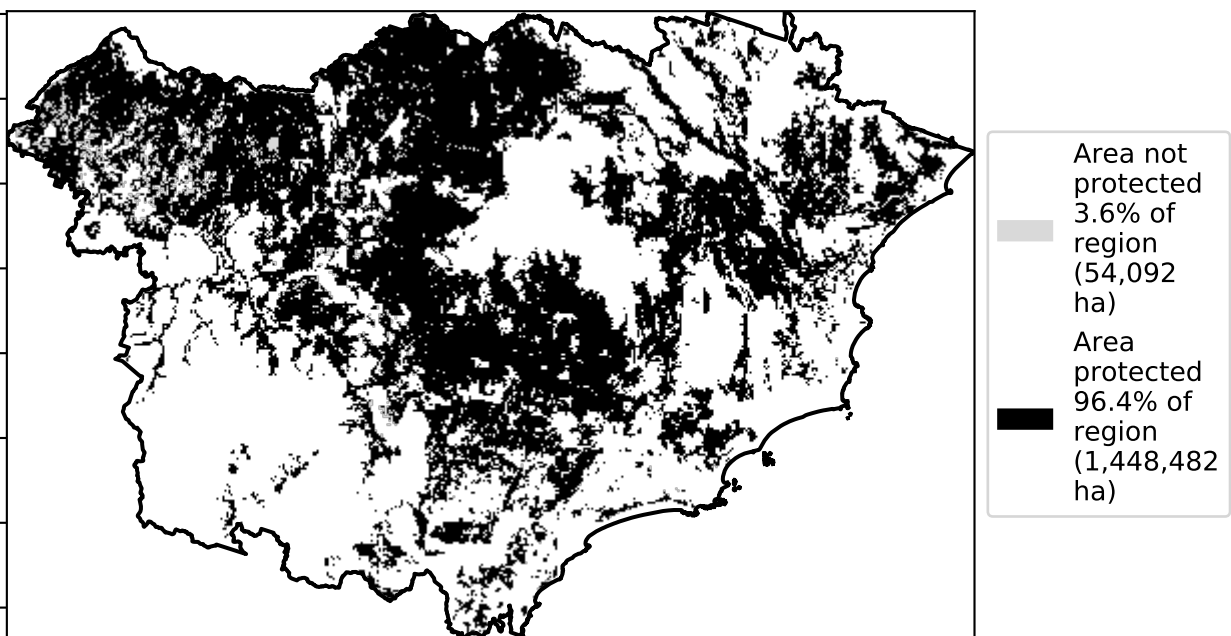 Area not
protected
3.6% of
region
(54,092
ha)
Area
protected
96.4% of
region
(1,448,482
ha)